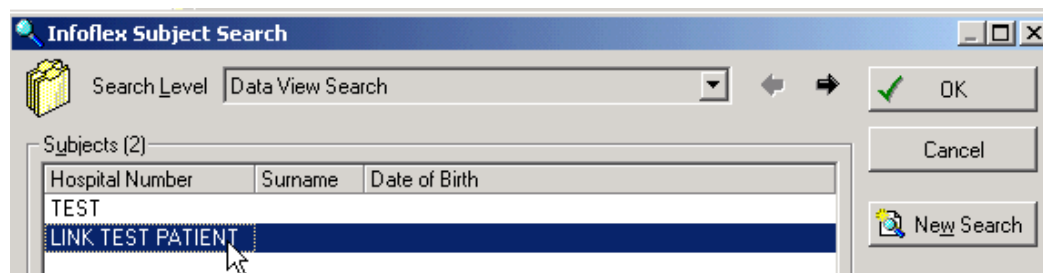 Infoflex Subject Search
Search Level Data View Search
OK
Subjects (2)
Cancel
Hospital Number Surname Date of Birth
TEST
LINK TEST PATIENT
New Search